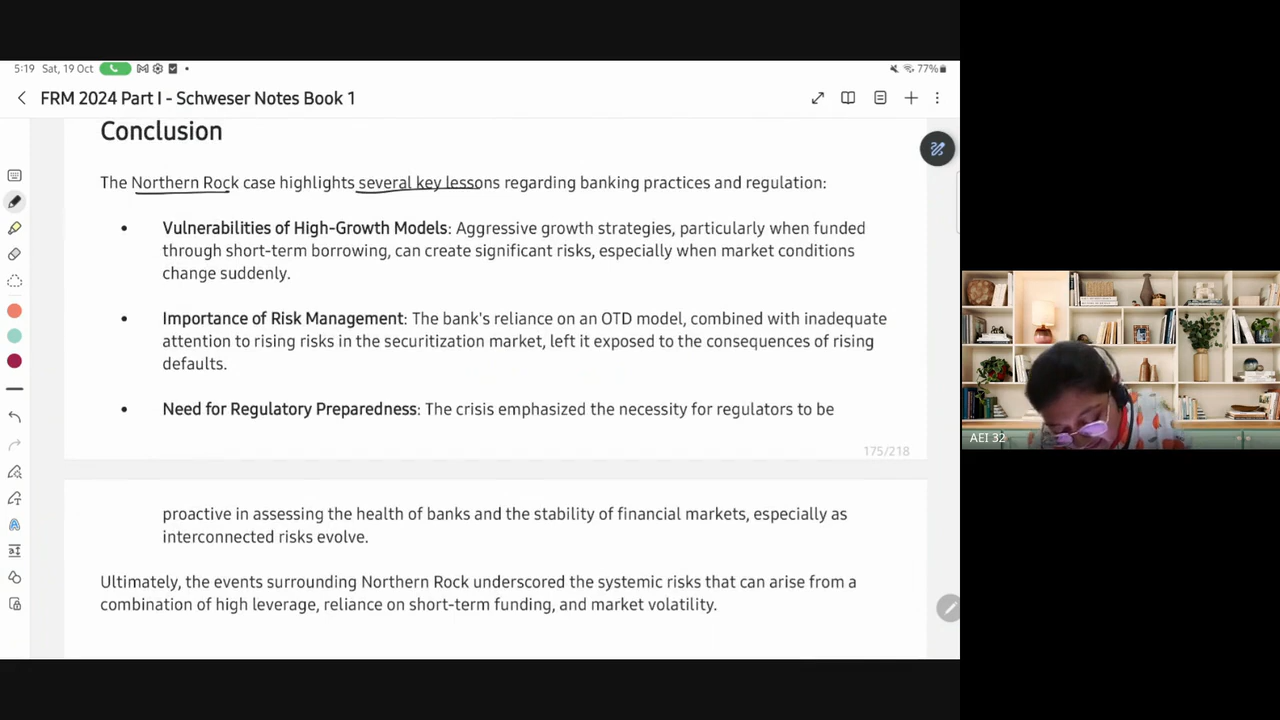 5:19 Sat, 19 Oct
77%
FRM 2024 Part I - Schweser Notes Book 1
Conclusion
The Northern Rock case highlights several key lessons regarding banking practices and regulation:
• Vulnerabilities of High-Growth Models: Aggressive growth strategies, particularly when funded
through short-term borrowing, can create significant risks, especially when market conditions
change suddenly.
• Importance of Risk Management: The bank's reliance on an OTD model, combined with inadequate
attention to rising risks in the securitization market, left it exposed to the consequences of rising
defaults.
• Need for Regulatory Preparedness: The crisis emphasized the necessity for regulators to be
175/218
proactive in assessing the health of banks and the stability of financial markets, especially as
interconnected risks evolve.
Ultimately, the events surrounding Northern Rock underscored the systemic risks that can arise from a
combination of high leverage, reliance on short-term funding, and market volatility.
AEI 32